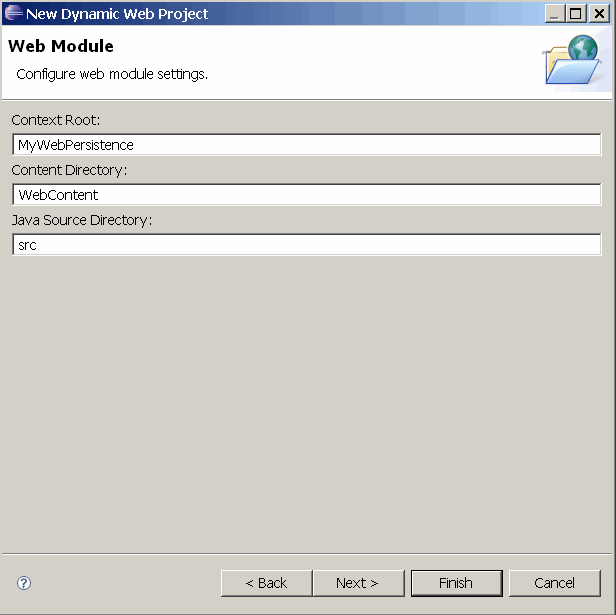 New Dynamic Web Project
Web Module
Configure web module settings.
Context Root:
MyWebPersistence
Content Directory:
WebContent
Java Source Directory:
src
?
< Back
Next >
Finish
Cancel